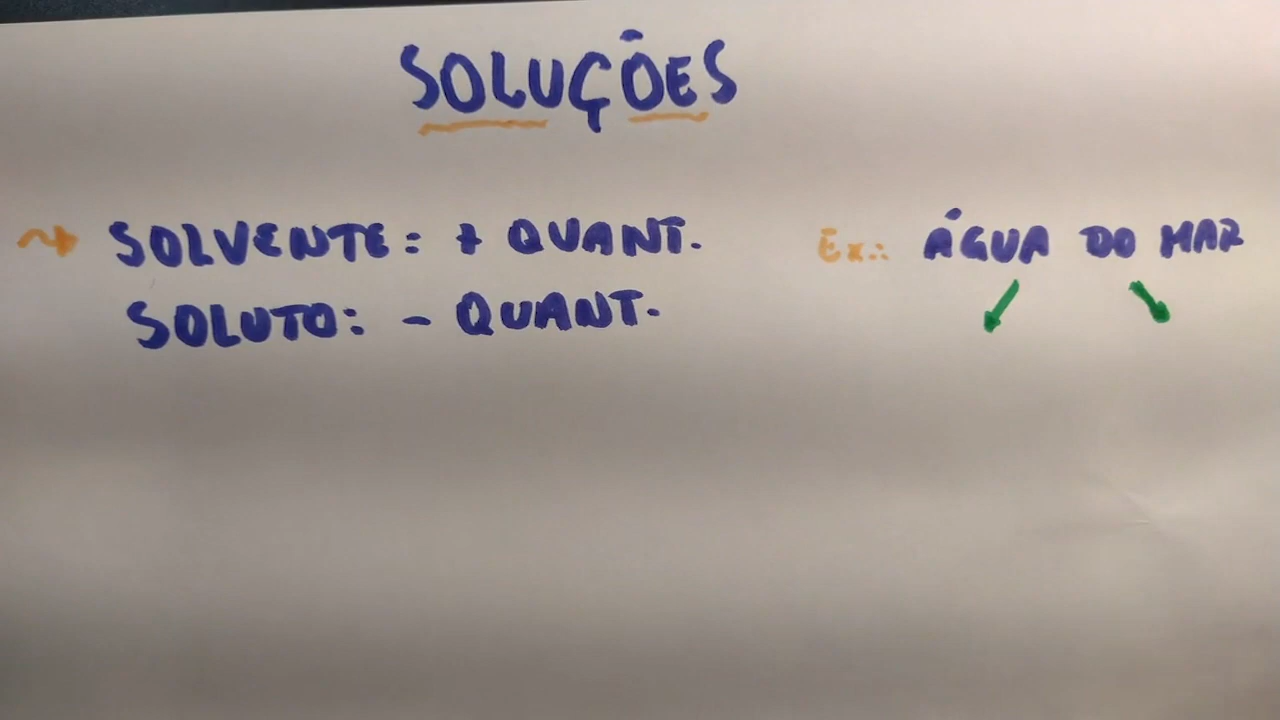 SOLUÇÕES
SOLVENTE: + QUANT.
SOLUTO: - QUANT.
Ex.: ÁGUA DO MAR